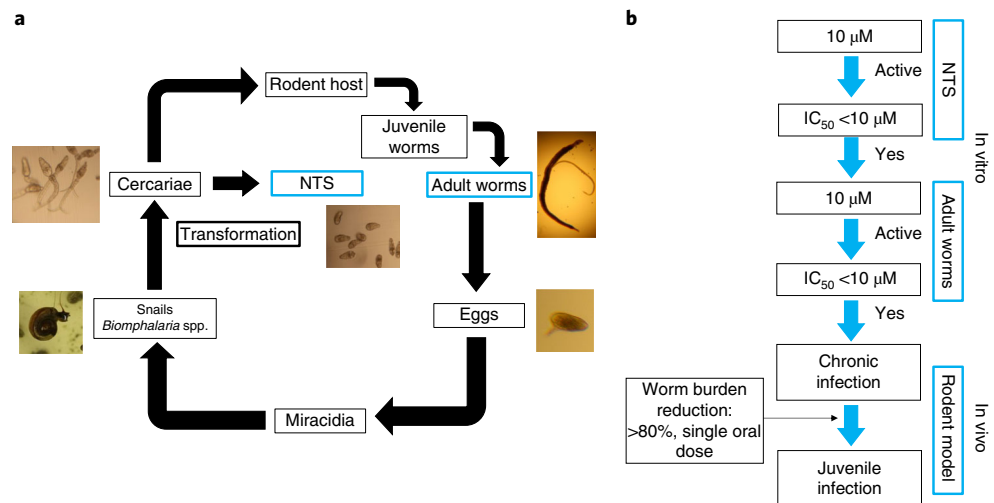 a
Rodent host
Juvenile
worms
Cercariae
NTS
Adult worms
Transformation
Snails
Biomphalaria spp.
Eggs
Miracidia
b
10 µM
Active
IC50 <10 µM
Yes
NTS
10 µM
Active
IC50 <10 µM
Yes
Adult worms
In vitro
Chronic
infection
Worm burden
reduction:
>80%, single oral
dose
Juvenile
infection
Rodent model
In vivo